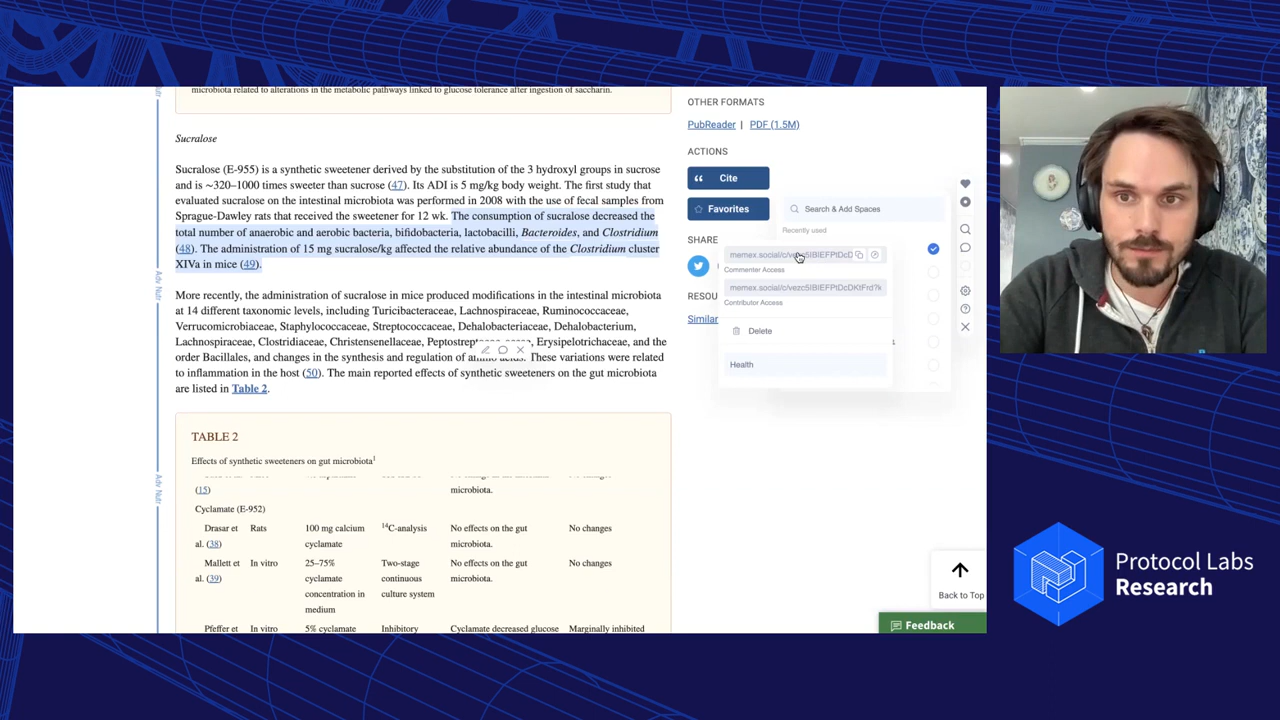 microbiota related to alterations in the metabolic pathways linked to glucose tolerance after ingestion of saccharin.
Sucralose
Sucralose (E-955) is a synthetic sweetener derived by the substitution of the 3 hydroxyl groups in sucrose
and is ~320–1000 times sweeter than sucrose (47). Its ADI is 5 mg/kg body weight. The first study that
evaluated sucralose on the intestinal microbiota was performed in 2008 with the use of fecal samples from
Sprague-Dawley rats that received the sweetener for 12 wk. The consumption of sucralose decreased the
total number of anaerobic and aerobic bacteria, bifidobacteria, lactobacilli, Bacteroides, and Clostridium
(48). The administration of 15 mg sucralose/kg affected the relative abundance of the Clostridium cluster
XIVa in mice (49).
More recently, the administration of sucralose in mice produced modifications in the intestinal microbiota
at 14 different taxonomic levels, including Turicibacteraceae, Lachnospiraceae, Ruminococcaceae,
Verrucomicrobiaceae, Staphylococcaceae, Streptococcaceae, Dehalobacteriaceae, Dehalobacterium,
Lachnospiraceae, Clostridiaceae, Christensenellaceae, Erysipelotrichaceae, and the
order Bacillales, and changes in the synthesis and regulation of amino acids. These variations were related
to inflammation in the host (50). The main reported effects of synthetic sweeteners on the gut microbiota
are listed in Table 2.
TABLE 2
Effects of synthetic sweeteners on gut microbiota1
(15) microbiota.
Cyclamate (E-952)
Drasar et Rats 100 mg calcium 14C-analysis No effects on the gut No changes
al. (38) cyclamate microbiota.
Mallett et In vitro 25–75% Two-stage No effects on the gut No changes
al. (39) cyclamate continuous microbiota.
concentration in culture system
medium
Pfeffer et In vitro 5% cyclamate Inhibitory Cyclamate decreased glucose Marginally inhibited
Adv Nutr
Adv Nutr
OTHER FORMATS
PubReader | PDF (1.5M)
ACTIONS
Cite
Favorites
SHARE
RESOU
Similar
Search & Add Spaces
Recently used
Commenter Access
Contributor Access
Delete
Health
Back to Top
Feedback
Protocol Labs
Research